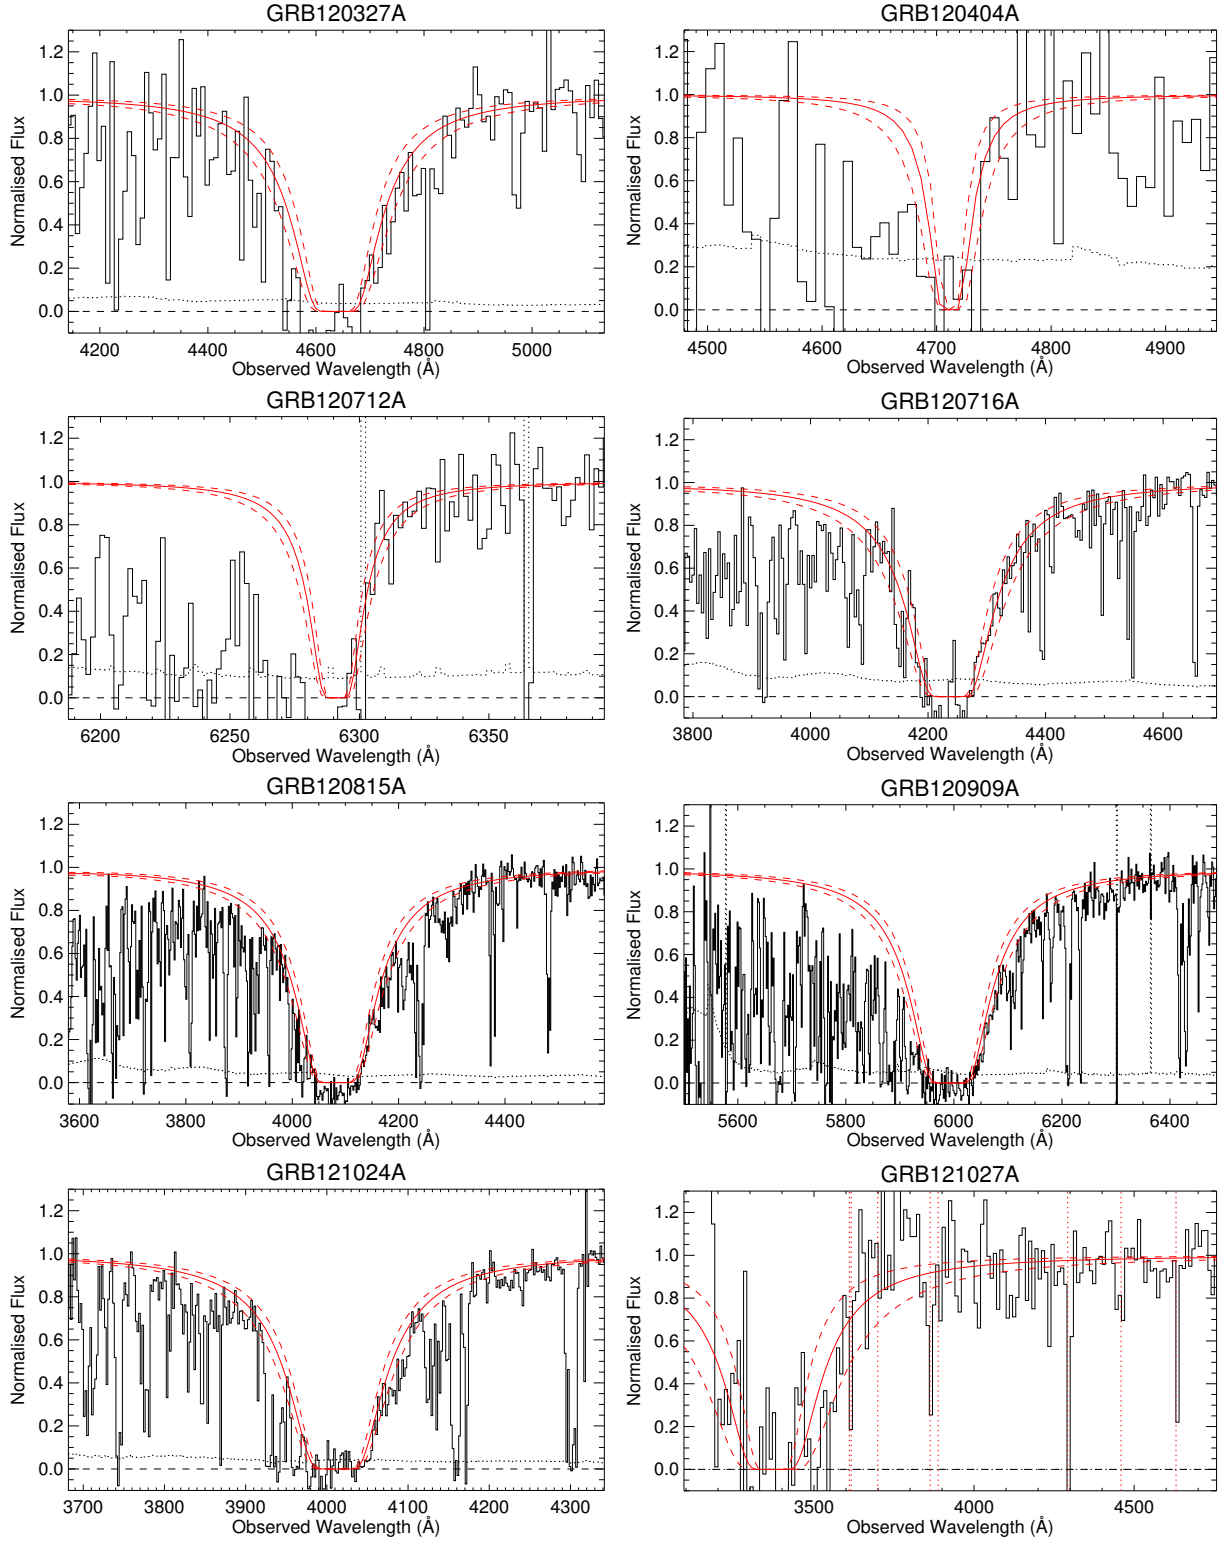 GRB120327A
GRB120404A
Normalised Flux
1.2
1.0
0.8
0.6
0.4
0.2
0.0
4200 4400 4600 4800 5000
Observed Wavelength (Å)
Normalised Flux
1.2
1.0
0.8
0.6
0.4
0.2
0.0
4500 4600 4700 4800 4900
Observed Wavelength (Å)
GRB120712A
GRB120716A
Normalised Flux
1.2
1.0
0.8
0.6
0.4
0.2
0.0
6200 6250 6300 6350
Observed Wavelength (Å)
Normalised Flux
1.2
1.0
0.8
0.6
0.4
0.2
0.0
3800 4000 4200 4400 4600
Observed Wavelength (Å)
GRB120815A
GRB120909A
Normalised Flux
1.2
1.0
0.8
0.6
0.4
0.2
0.0
3600 3800 4000 4200 4400
Observed Wavelength (Å)
Normalised Flux
1.2
1.0
0.8
0.6
0.4
0.2
0.0
5600 5800 6000 6200 6400
Observed Wavelength (Å)
GRB121024A
GRB121027A
Normalised Flux
1.2
1.0
0.8
0.6
0.4
0.2
0.0
3700 3800 3900 4000 4100 4200 4300
Observed Wavelength (Å)
Normalised Flux
1.2
1.0
0.8
0.6
0.4
0.2
0.0
3500 4000 4500
Observed Wavelength (Å)